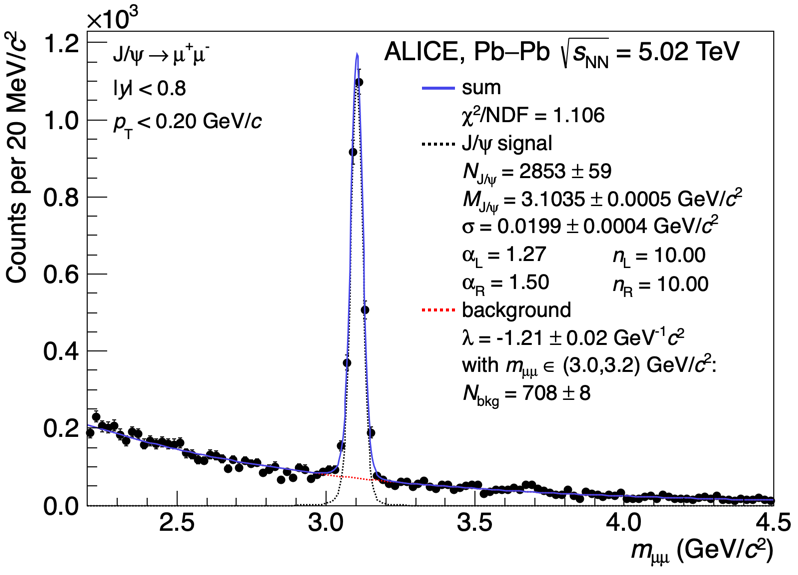 ×10³
ALICE, Pb–Pb √sNN = 5.02 TeV
J/ψ → μ⁺μ⁻
|y| < 0.8
pT < 0.20 GeV/c
sum
χ²/NDF = 1.106
J/ψ signal
NJ/ψ = 2853 ± 59
MJ/ψ = 3.1035 ± 0.0005 GeV/c²
σ = 0.0199 ± 0.0004 GeV/c²
αL = 1.27 nL = 10.00
αR = 1.50 nR = 10.00
background
λ = -1.21 ± 0.02 GeV⁻¹c²
with mμμ ∈ (3.0,3.2) GeV/c²:
Nbkg = 708 ± 8
Counts per 20 MeV/c²
1.2
1.0
0.8
0.6
0.4
0.2
0.0
2.5 3.0 3.5 4.0 4.5
mμμ (GeV/c²)